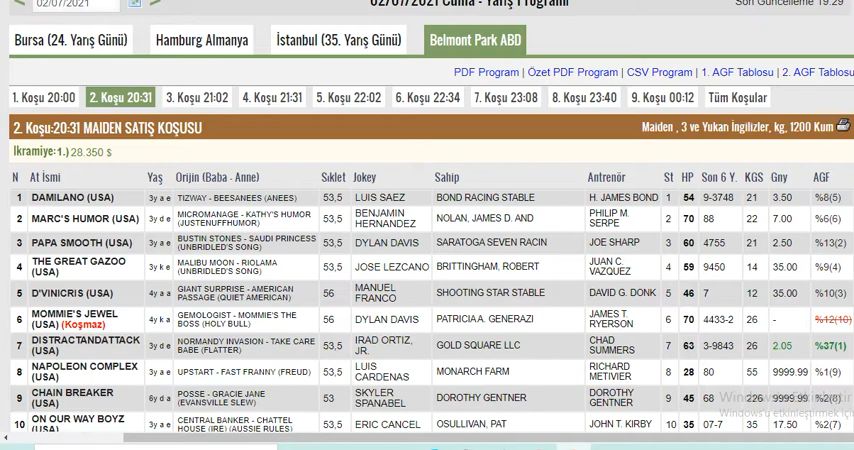 02/07/2021
02/07/2021 Cuma - Yarış Programı
Son Güncelleme 19:29
Bursa (24. Yarış Günü) Hamburg Almanya İstanbul (35. Yarış Günü) Belmont Park ABD
PDF Program | Özet PDF Program | CSV Program | 1. AGF Tablosu | 2. AGF Tablosu
1. Koşu 20:00 2. Koşu 20:31 3. Koşu 21:02 4. Koşu 21:31 5. Koşu 22:02 6. Koşu 22:34 7. Koşu 23:08 8. Koşu 23:40 9. Koşu 00:12 Tüm Koşular
2. Koşu:20:31 MAIDEN SATIŞ KOŞUSU Maiden , 3 ve Yukarı İngilizler, kg, 1200 Kum
Ikramiye:1.) 28.350 $
N At İsmi Yaş Orijin (Baba - Anne) Sıklet Jokey Sahip Antrenör St HP Son 6 Y. KGS Gny AGF
1 DAMILANO (USA) 3y a e TIZWAY - BEESANEES (ANEES) 53,5 LUIS SAEZ BOND RACING STABLE H. JAMES BOND 1 54 9-3748 21 3.50 %8(5)
2 MARC'S HUMOR (USA) 3y d e MICROMANAGE - KATHY'S HUMOR (JUSTENUFFHUMOR) 53,5 BENJAMIN HERNANDEZ NOLAN, JAMES D. AND PHILIP M. SERPE 2 70 88 22 7.00 %6(6)
3 PAPA SMOOTH (USA) 3y a e BUSTIN STONES - SAUDI PRINCESS (UNBRIDLED'S SONG) 53,5 DYLAN DAVIS SARATOGA SEVEN RACIN JOE SHARP 3 60 4755 21 2.50 %13(2)
4 THE GREAT GAZOO (USA) 3y k e MALIBU MOON - RIOLAMA (UNBRIDLED'S SONG) 53,5 JOSE LEZCANO BRITTINGHAM, ROBERT JUAN C. VAZQUEZ 4 59 9450 14 35.00 %9(4)
5 D'VINICRIS (USA) 4y a a GIANT SURPRISE - AMERICAN PASSAGE (QUIET AMERICAN) 56 MANUEL FRANCO SHOOTING STAR STABLE DAVID G. DONK 5 46 7 12 35.00 %10(3)
6 MOMMIE'S JEWEL (USA) (Koşmaz) 4y k a GEMOLOGIST - MOMMIE'S THE BOSS (HOLY BULL) 56 DYLAN DAVIS PATRICIA A. GENERAZI JAMES T. RYERSON 6 70 4433-2 26 - %12(10)
7 DISTRACTANDATTACK (USA) 3y d e NORMANDY INVASION - TAKE CARE BABE (FLATTER) 53,5 IRAD ORTIZ, JR. GOLD SQUARE LLC CHAD SUMMERS 7 63 3-9843 26 2.05 %37(1)
8 NAPOLEON COMPLEX (USA) 3y a e UPSTART - FAST FRANNY (FREUD) 53,5 LUIS CARDENAS MONARCH FARM RICHARD METIVIER 8 28 80 55 9999.99 %1(9)
9 CHAIN BREAKER (USA) 6y d a POSSE - GRACIE JANE (EVANSVILLE SLEW) 53 SKYLER SPANABEL DOROTHY GENTNER DOROTHY GENTNER 9 45 68 226 9999.99 %2(8)
10 ON OUR WAY BOYZ (USA) 3y a e CENTRAL BANKER - CHATTEL HOUSE (IRE) (AUSSIE RULES) 53,5 ERIC CANCEL OSULLIVAN, PAT JOHN T. KIRBY 10 35 07-7 35 17.50 %2(7)
Windows'u etkinleştirmek için